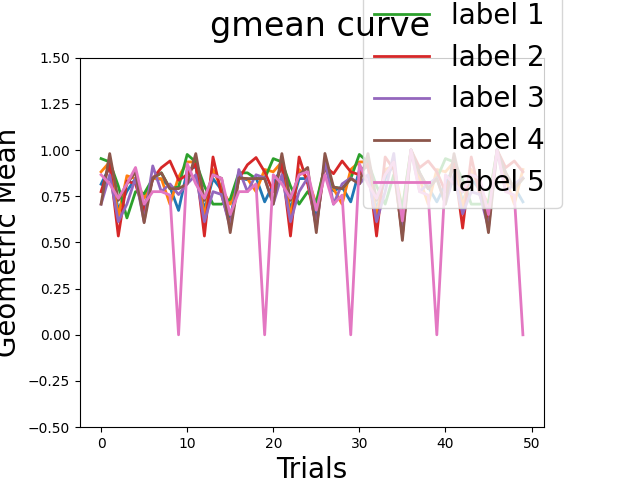 gmean curve
label 1
label 2
label 3
label 4
label 5
Geometric Mean
1.50
1.25
1.00
0.75
0.50
0.25
0.00
−0.25
−0.50
0 10 20 30 40 50
Trials